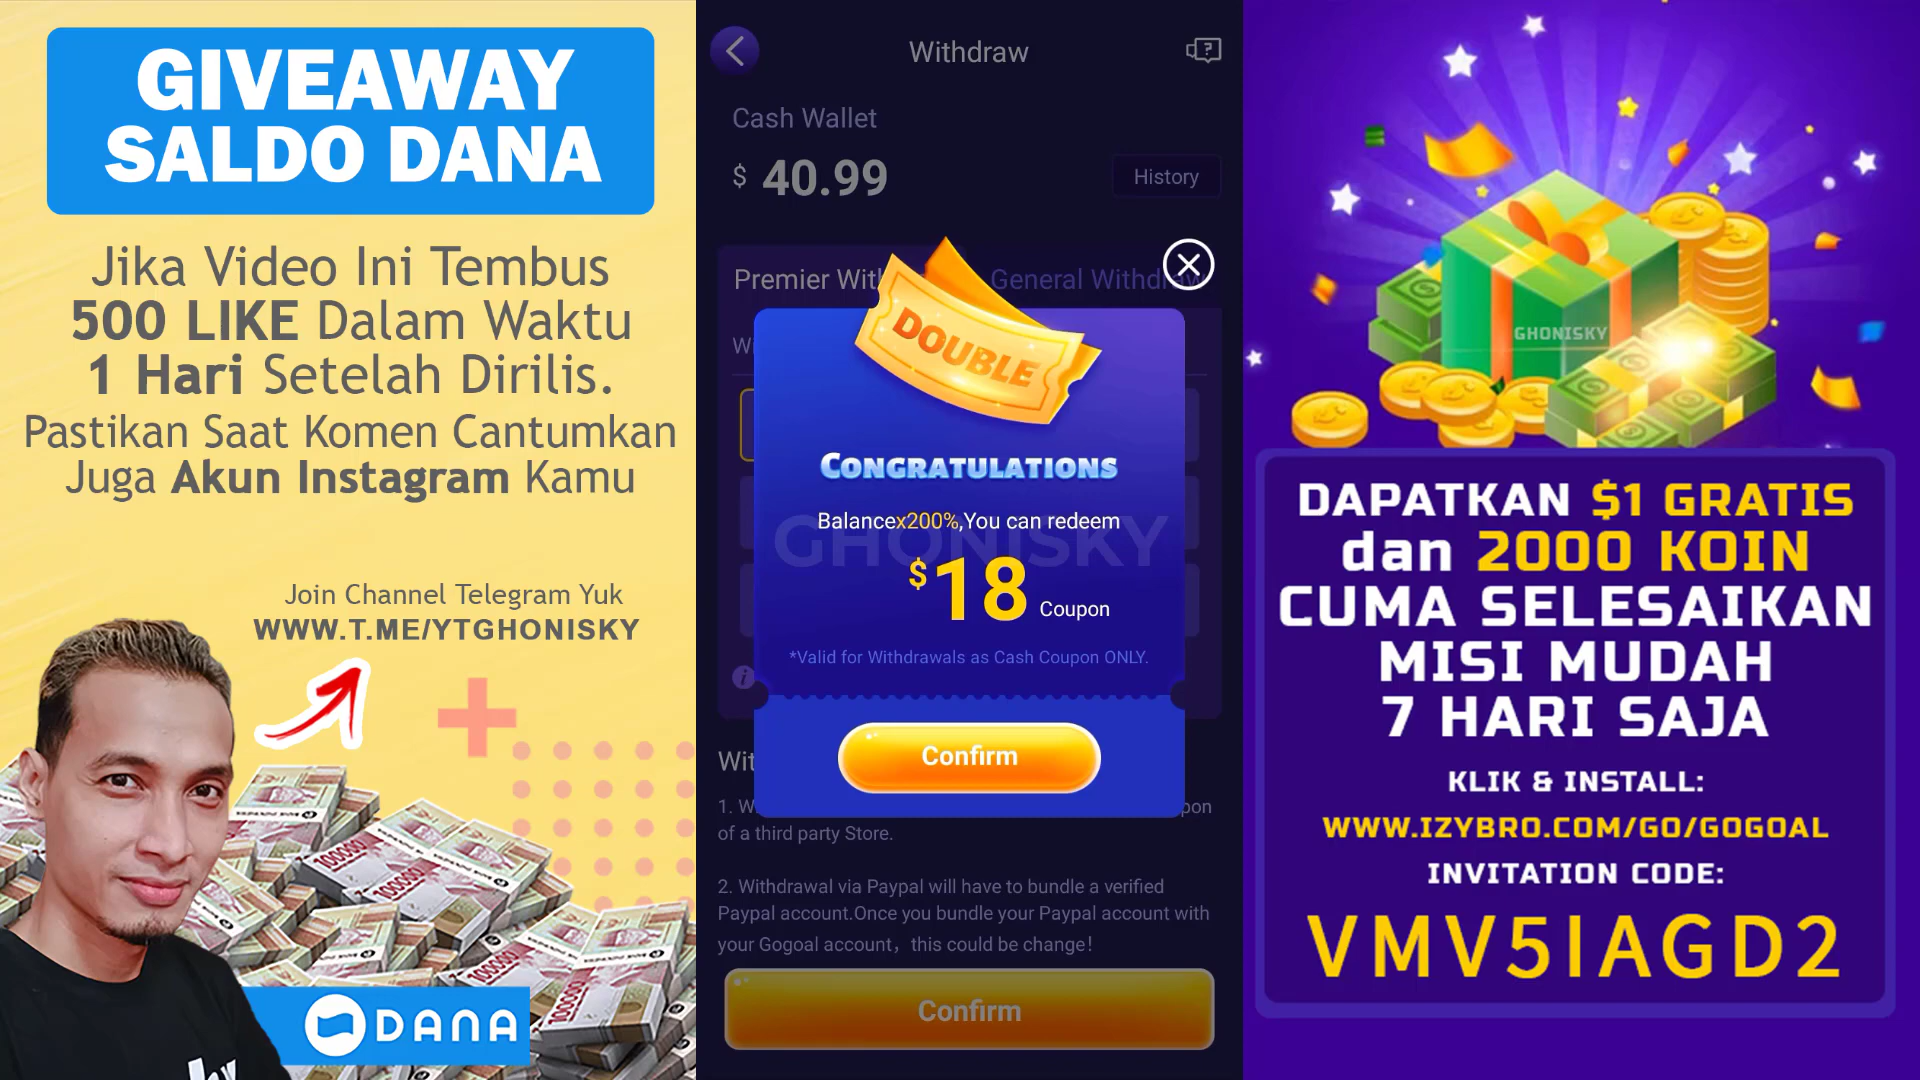 GIVEAWAY
SALDO DANA
Jika Video Ini Tembus
500 LIKE Dalam Waktu
1 Hari Setelah Dirilis.
Pastikan Saat Komen Cantumkan
Juga Akun Instagram Kamu
Join Channel Telegram Yuk
WWW.T.ME/YTGHONISKY
100000
100000
100000
100000
DANA
Withdraw
Cash Wallet
$ 40.99
History
Premier
General
DOUBLE
CONGRATULATIONS
Balancex200%,You can redeem
GHONISKY
$18 Coupon
*Valid for Withdrawals as Cash Coupon ONLY.
Confirm
1.
of a third party Store.
2. Withdrawal via Paypal will have to bundle a verified
Paypal account.Once you bundle your Paypal account with
your Gogoal account，this could be change!
Confirm
GHONISKY
DAPATKAN $1 GRATIS
dan 2000 KOIN
CUMA SELESAIKAN
MISI MUDAH
7 HARI SAJA
KLIK & INSTALL:
WWW.IZYBRO.COM/GO/GOGOAL
INVITATION CODE:
VMV5IAGD2